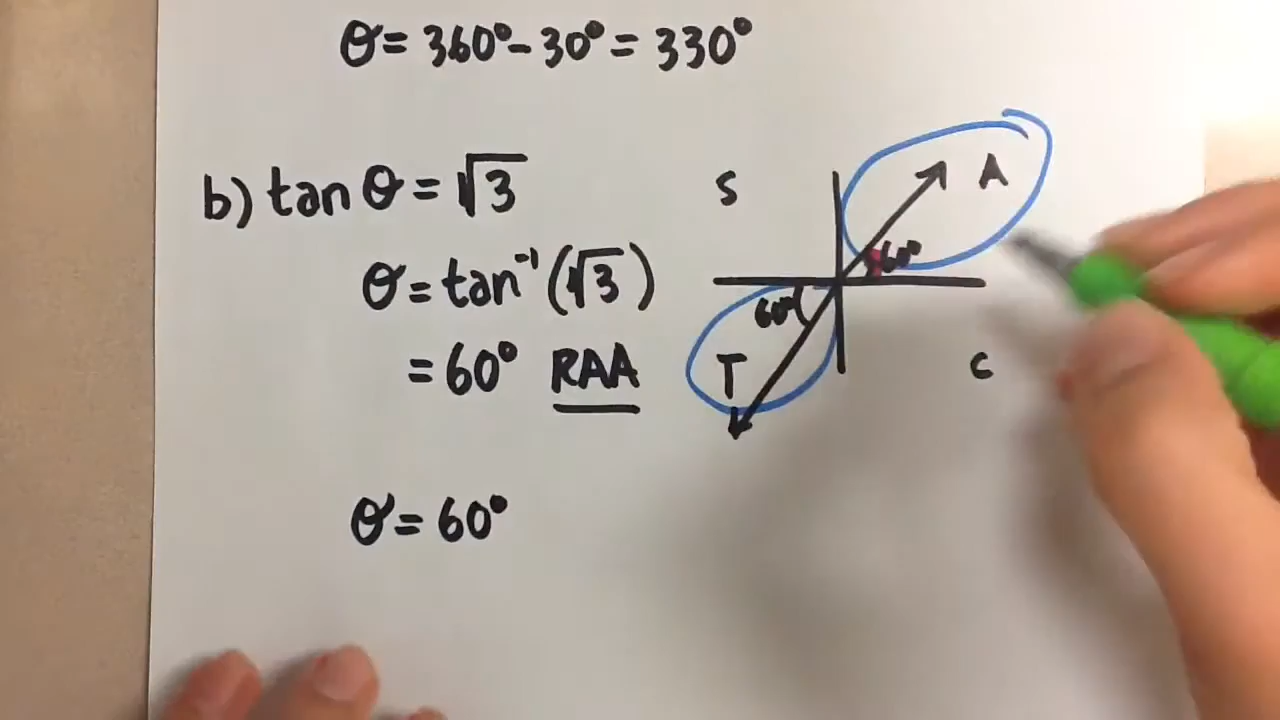 θ = 360° - 30° = 330°
b) tan θ = √3
S
A
θ = tan⁻¹(√3)
60°
60°
= 60° RAA
T
C
θ = 60°